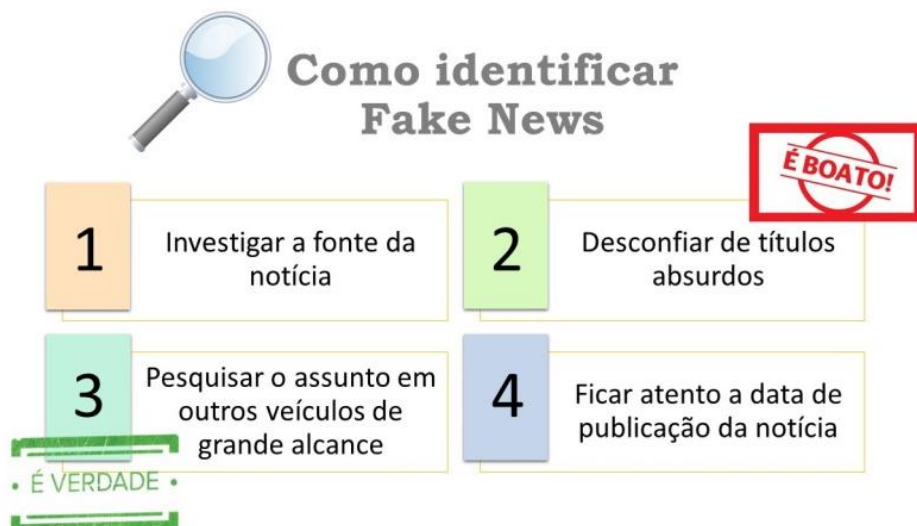 Como identificar
Fake News
É BOATO!
1
Investigar a fonte da
notícia
2
Desconfiar de títulos
absurdos
3
Pesquisar o assunto em
outros veículos de
grande alcance
4
Ficar atento a data de
publicação da notícia
• É VERDADE •